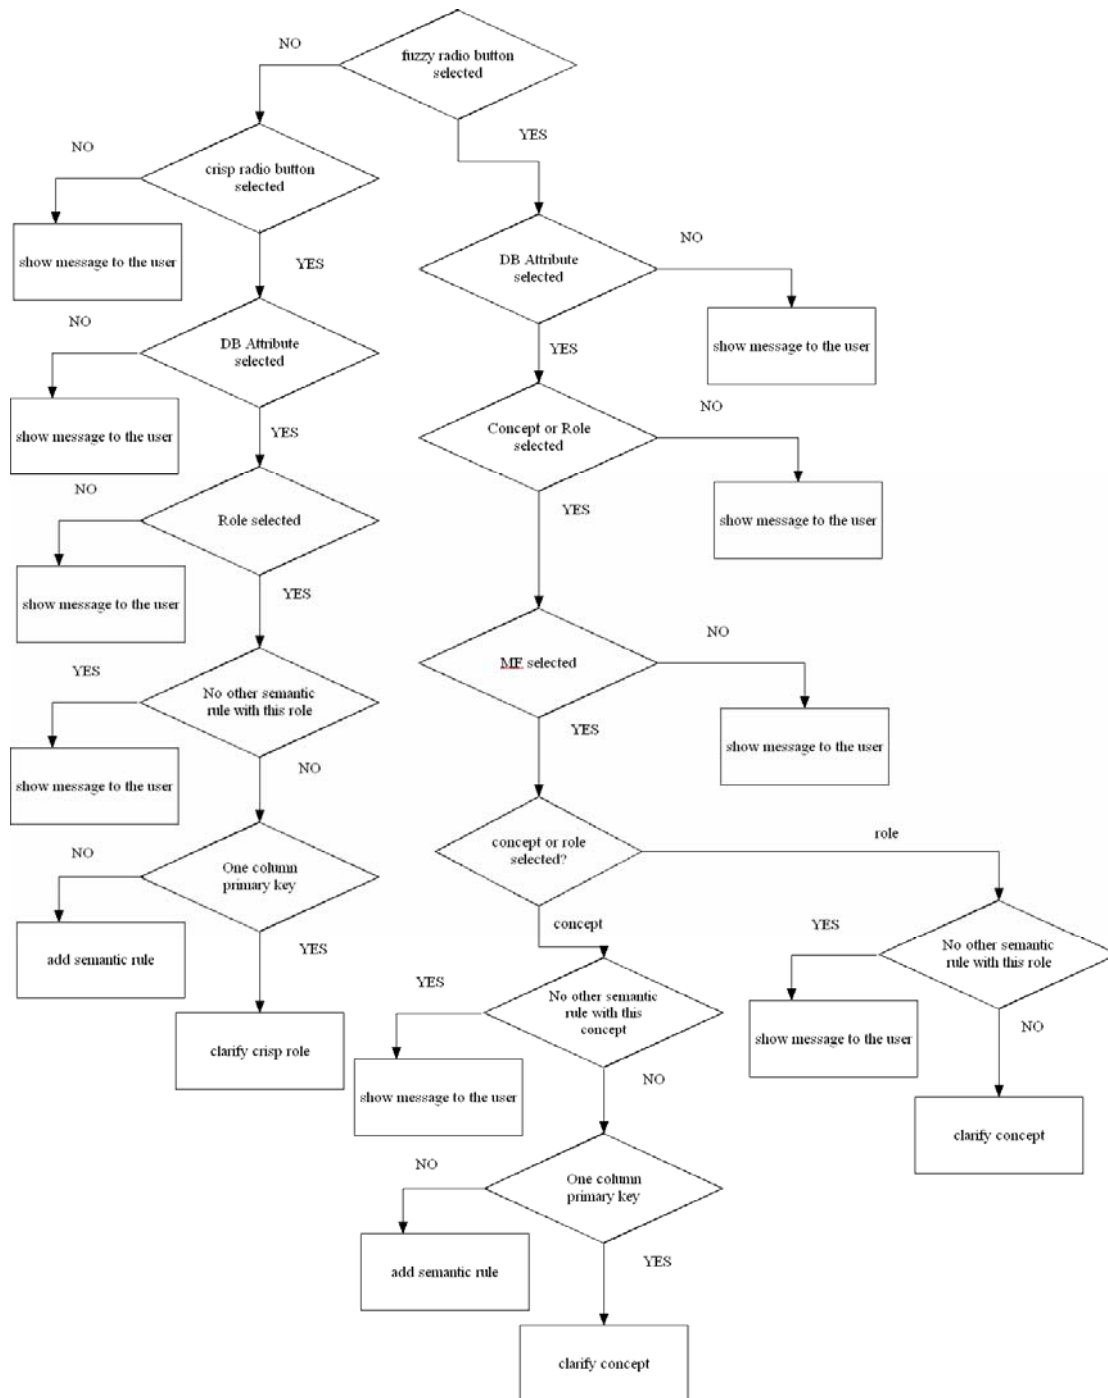 NO
fuzzy radio button
selected
YES
NO
crisp radio button
selected
show message to the user
YES
NO
DB Attribute
selected
NO
DB Attribute
selected
show message to the user
YES
show message to the user
YES
NO
Concept or Role
selected
NO
Role selected
YES
show message to the user
show message to the user
YES
NO
MF selected
YES
No other semantic
rule with this role
YES
show message to the user
show message to the user
NO
concept or role
selected?
role
NO
One column
primary key
concept
YES
add semantic rule
YES
No other semantic
rule with this role
YES
No other semantic
rule with this
concept
clarify crisp role
show message to the user
NO
show message to the user
NO
clarify concept
NO
One column
primary key
add semantic rule
YES
clarify concept